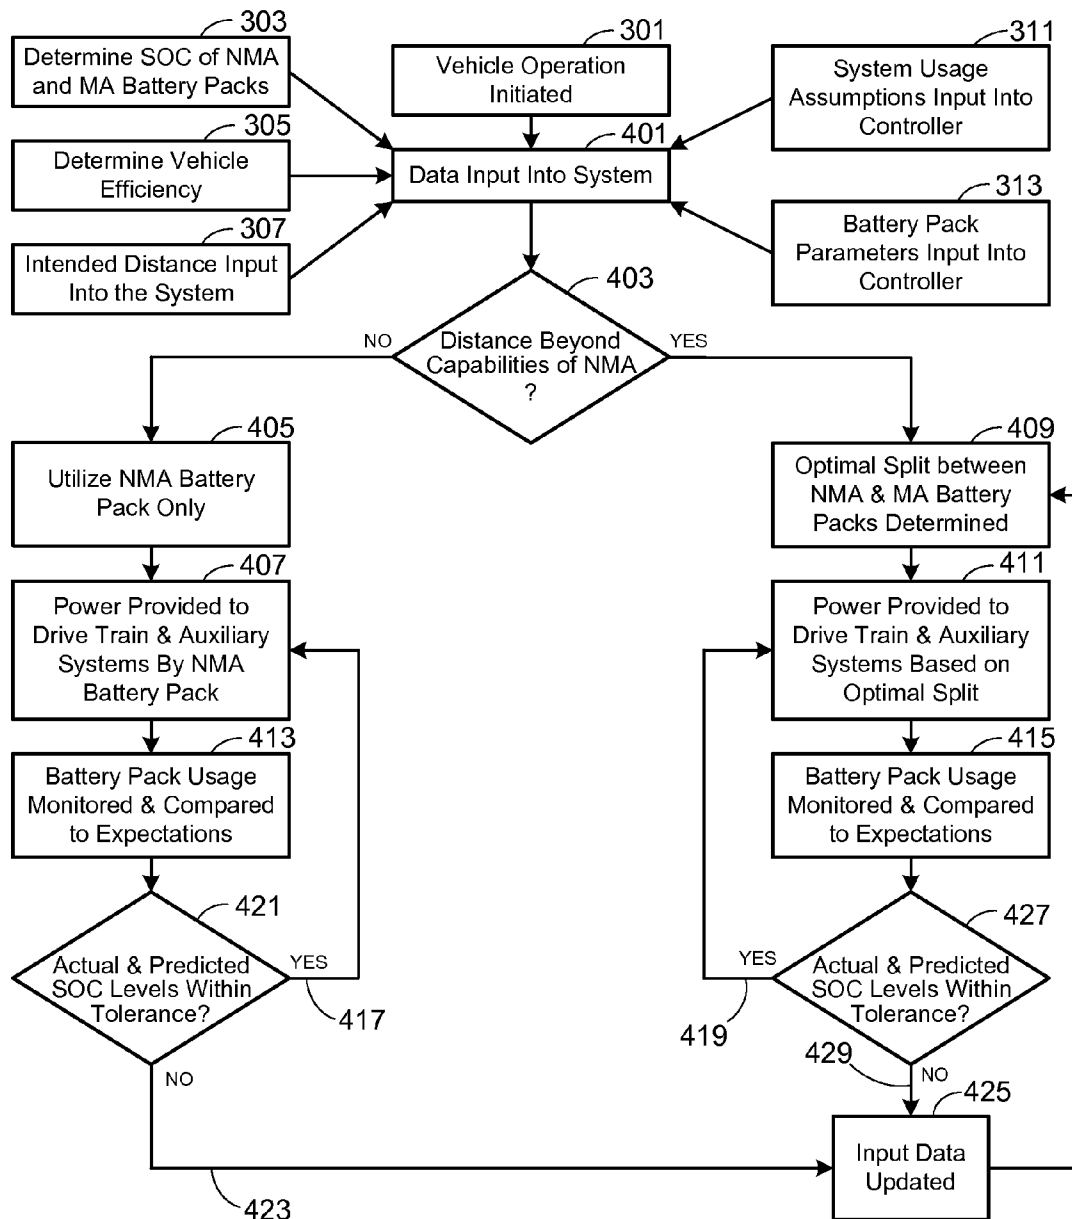 303
Determine SOC of NMA
and MA Battery Packs
301
Vehicle Operation
Initiated
311
System Usage
Assumptions Input Into
Controller
305
Determine Vehicle
Efficiency
401
Data Input Into System
307
Intended Distance Input
Into the System
313
Battery Pack
Parameters Input Into
Controller
403
Distance Beyond
Capabilities of NMA
?
NO
YES
405
Utilize NMA Battery
Pack Only
409
Optimal Split between
NMA & MA Battery
Packs Determined
407
Power Provided to
Drive Train & Auxiliary
Systems By NMA
Battery Pack
411
Power Provided to
Drive Train & Auxiliary
Systems Based on
Optimal Split
413
Battery Pack Usage
Monitored & Compared
to Expectations
415
Battery Pack Usage
Monitored & Compared
to Expectations
421
Actual & Predicted
SOC Levels Within
Tolerance?
YES
417
NO
427
Actual & Predicted
SOC Levels Within
Tolerance?
YES
419
429
NO
425
Input Data
Updated
423